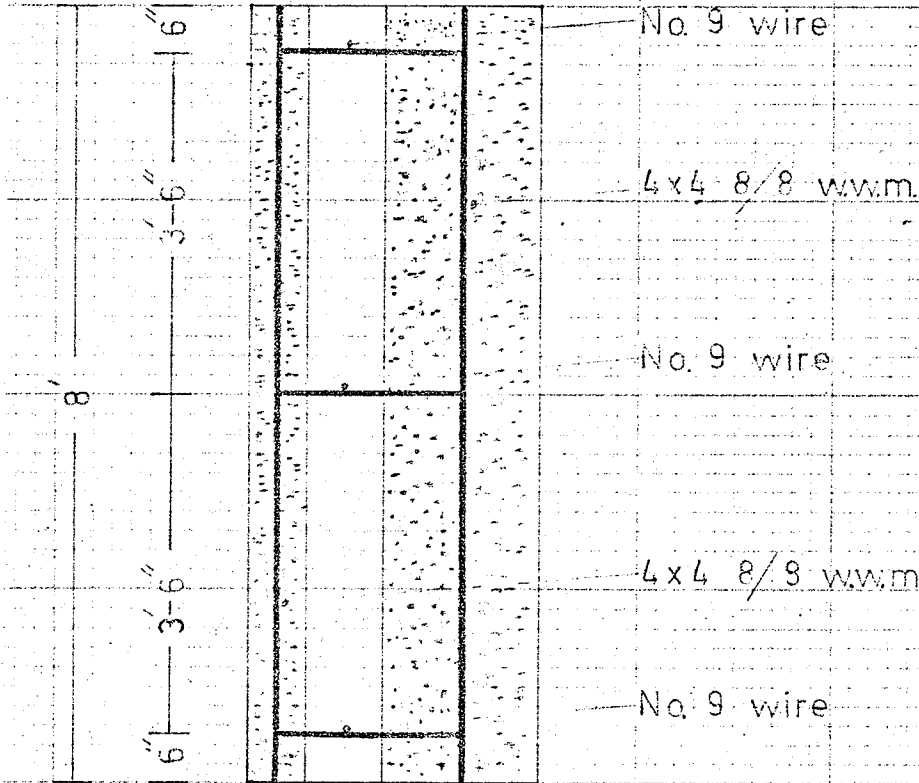 6"
No. 9 wire
3'-6"
4x4 8/8 w.w.m.
8'
No. 9 wire
3'-6"
4x4 8/8 w.w.m
No. 9 wire
6"